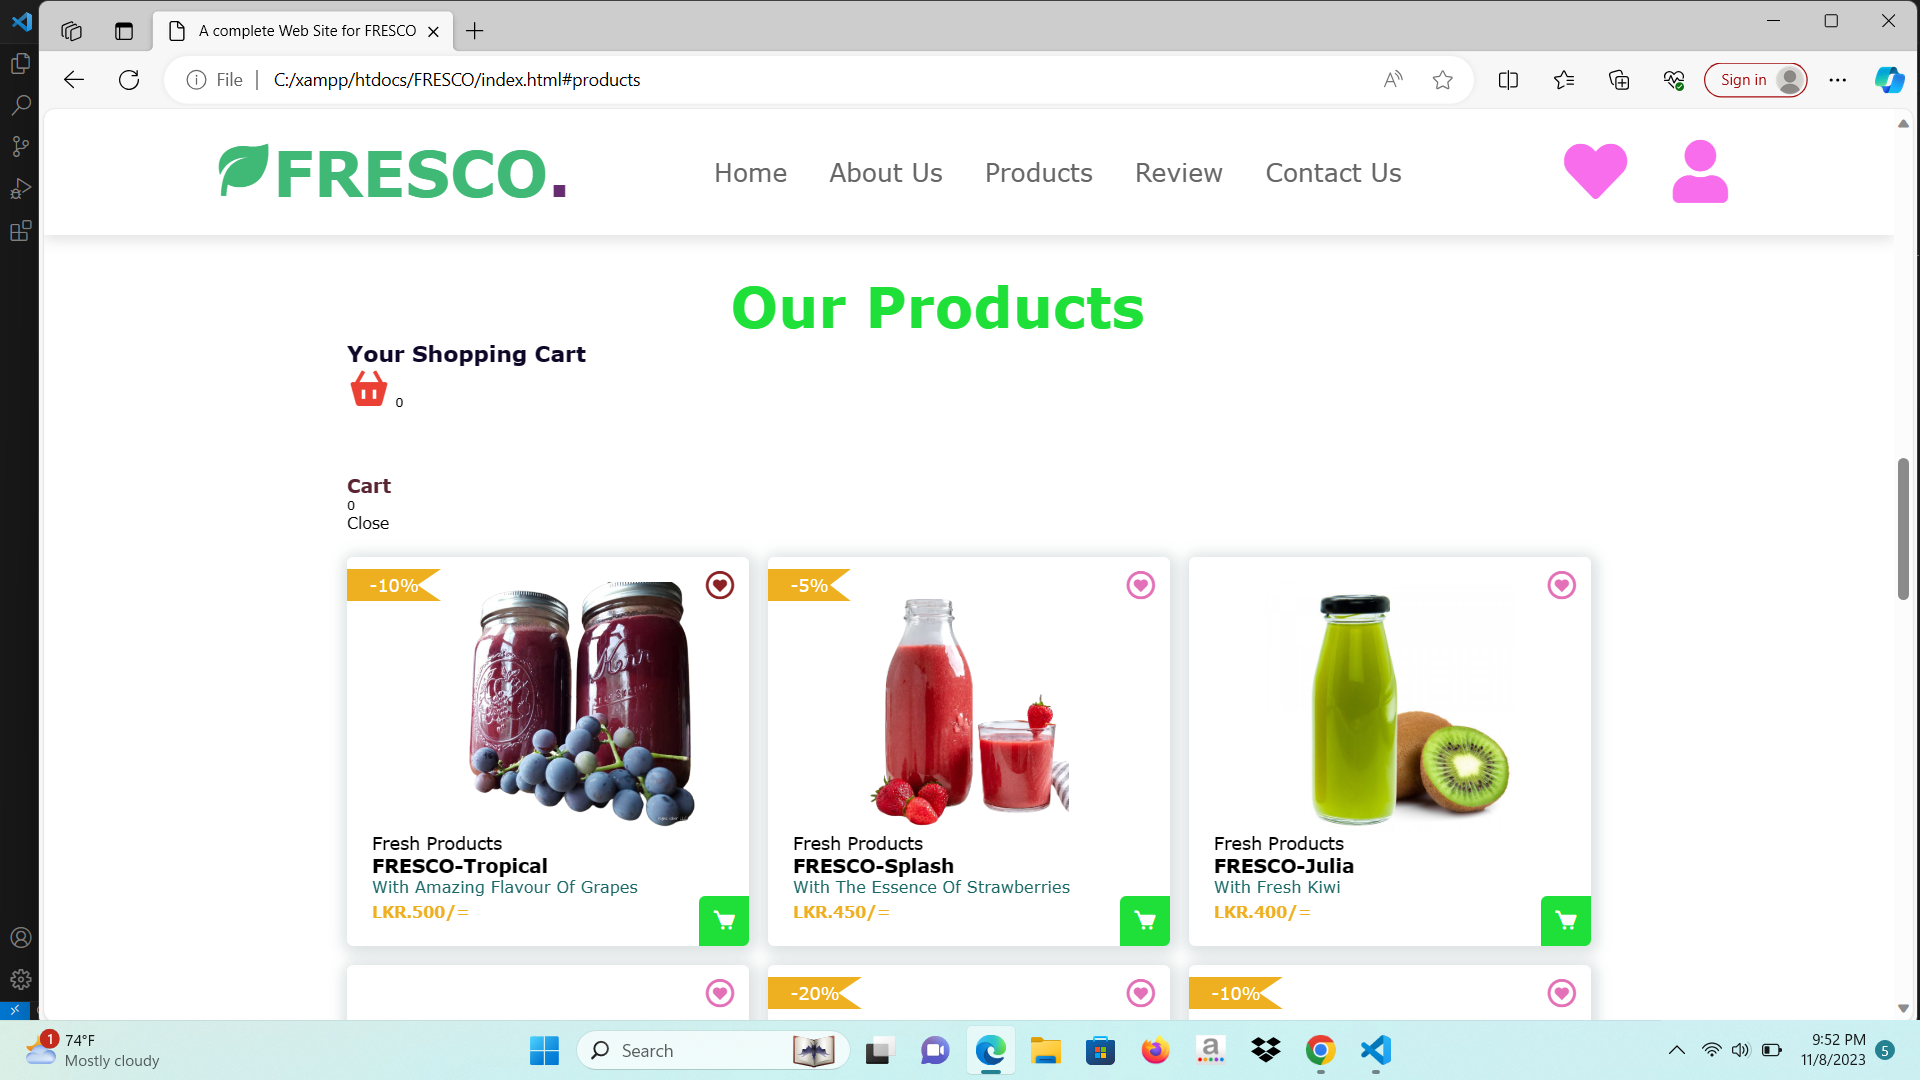 A complete Web Site for FRESCO
File
C:/xampp/htdocs/FRESCO/index.html#products
Sign in
FRESCO.
Home
About Us
Products
Review
Contact Us
Our Products
Your Shopping Cart
0
Cart
0
Close
-10%
-5%
Fresh Products
FRESCO-Tropical
With Amazing Flavour Of Grapes
LKR.500/=
Fresh Products
FRESCO-Splash
With The Essence Of Strawberries
LKR.450/=
Fresh Products
FRESCO-Julia
With Fresh Kiwi
LKR.400/=
-20%
-10%
1
74°F
Mostly cloudy
Search
a
9:52 PM
11/8/2023
5